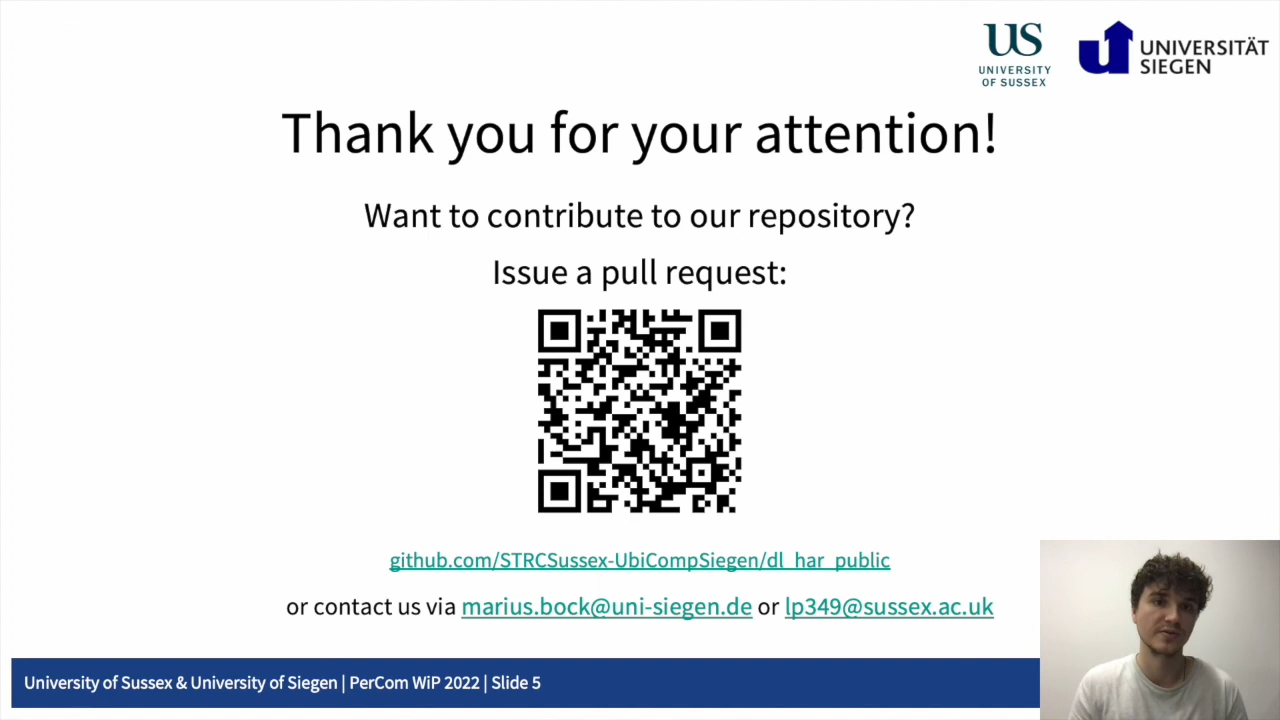 US
UNIVERSITY
OF SUSSEX
UNIVERSITÄT
SIEGEN
Thank you for your attention!
Want to contribute to our repository?
Issue a pull request:
github.com/STRCSussex-UbiCompSiegen/dl_har_public
or contact us via marius.bock@uni-siegen.de or lp349@sussex.ac.uk
University of Sussex & University of Siegen | PerCom WiP 2022 | Slide 5